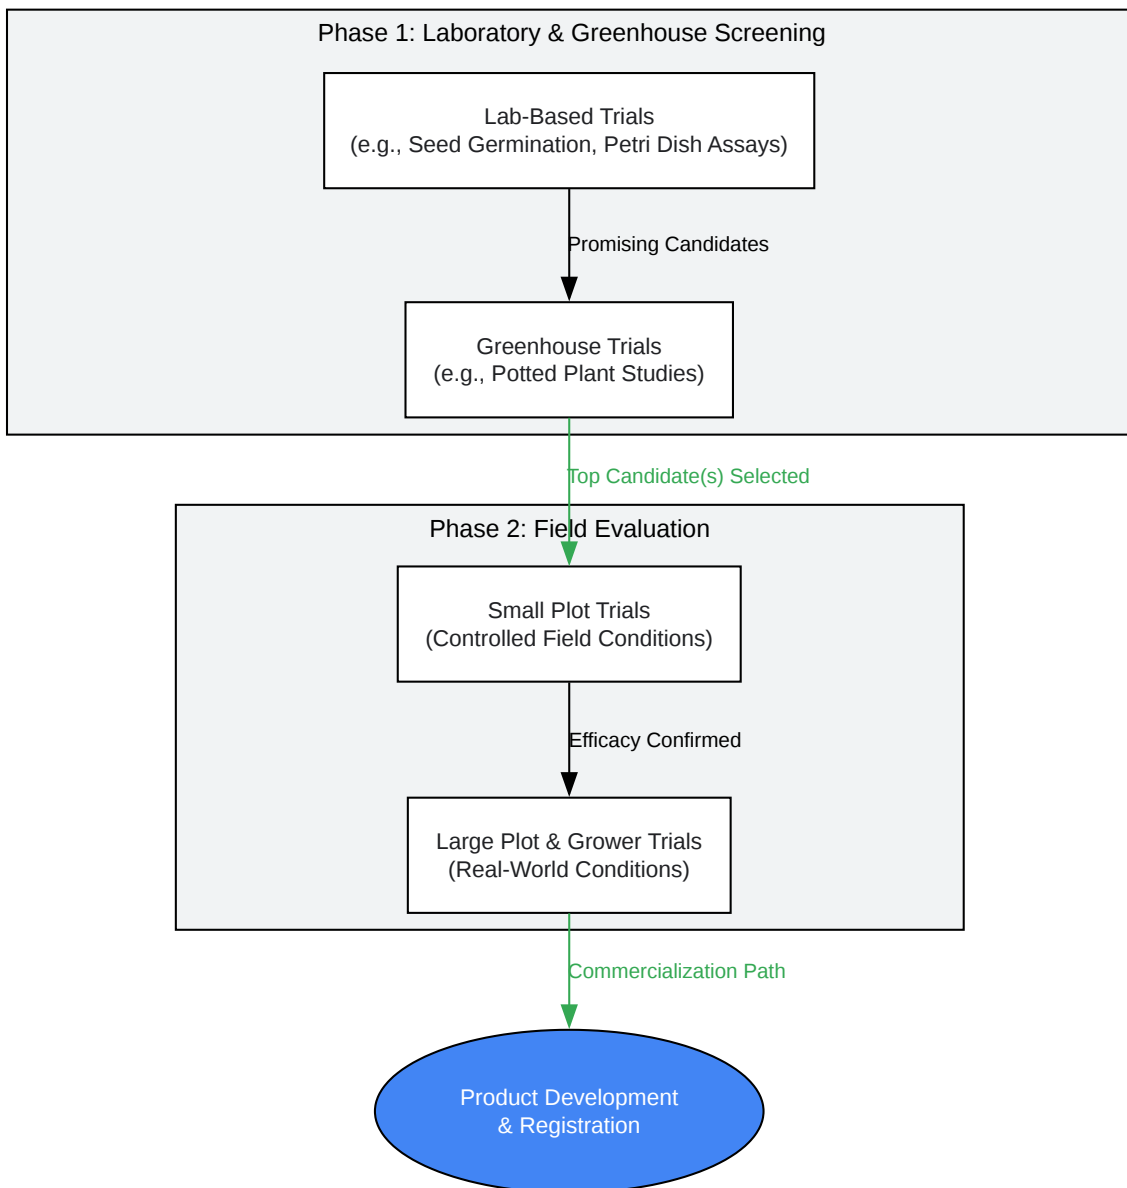 Phase 1: Laboratory & Greenhouse Screening
Lab-Based Trials
(e.g., Seed Germination, Petri Dish Assays)
Promising Candidates
Greenhouse Trials
(e.g., Potted Plant Studies)
Top Candidate(s) Selected
Phase 2: Field Evaluation
Small Plot Trials
(Controlled Field Conditions)
Efficacy Confirmed
Large Plot & Grower Trials
(Real-World Conditions)
Commercialization Path
Product Development
& Registration